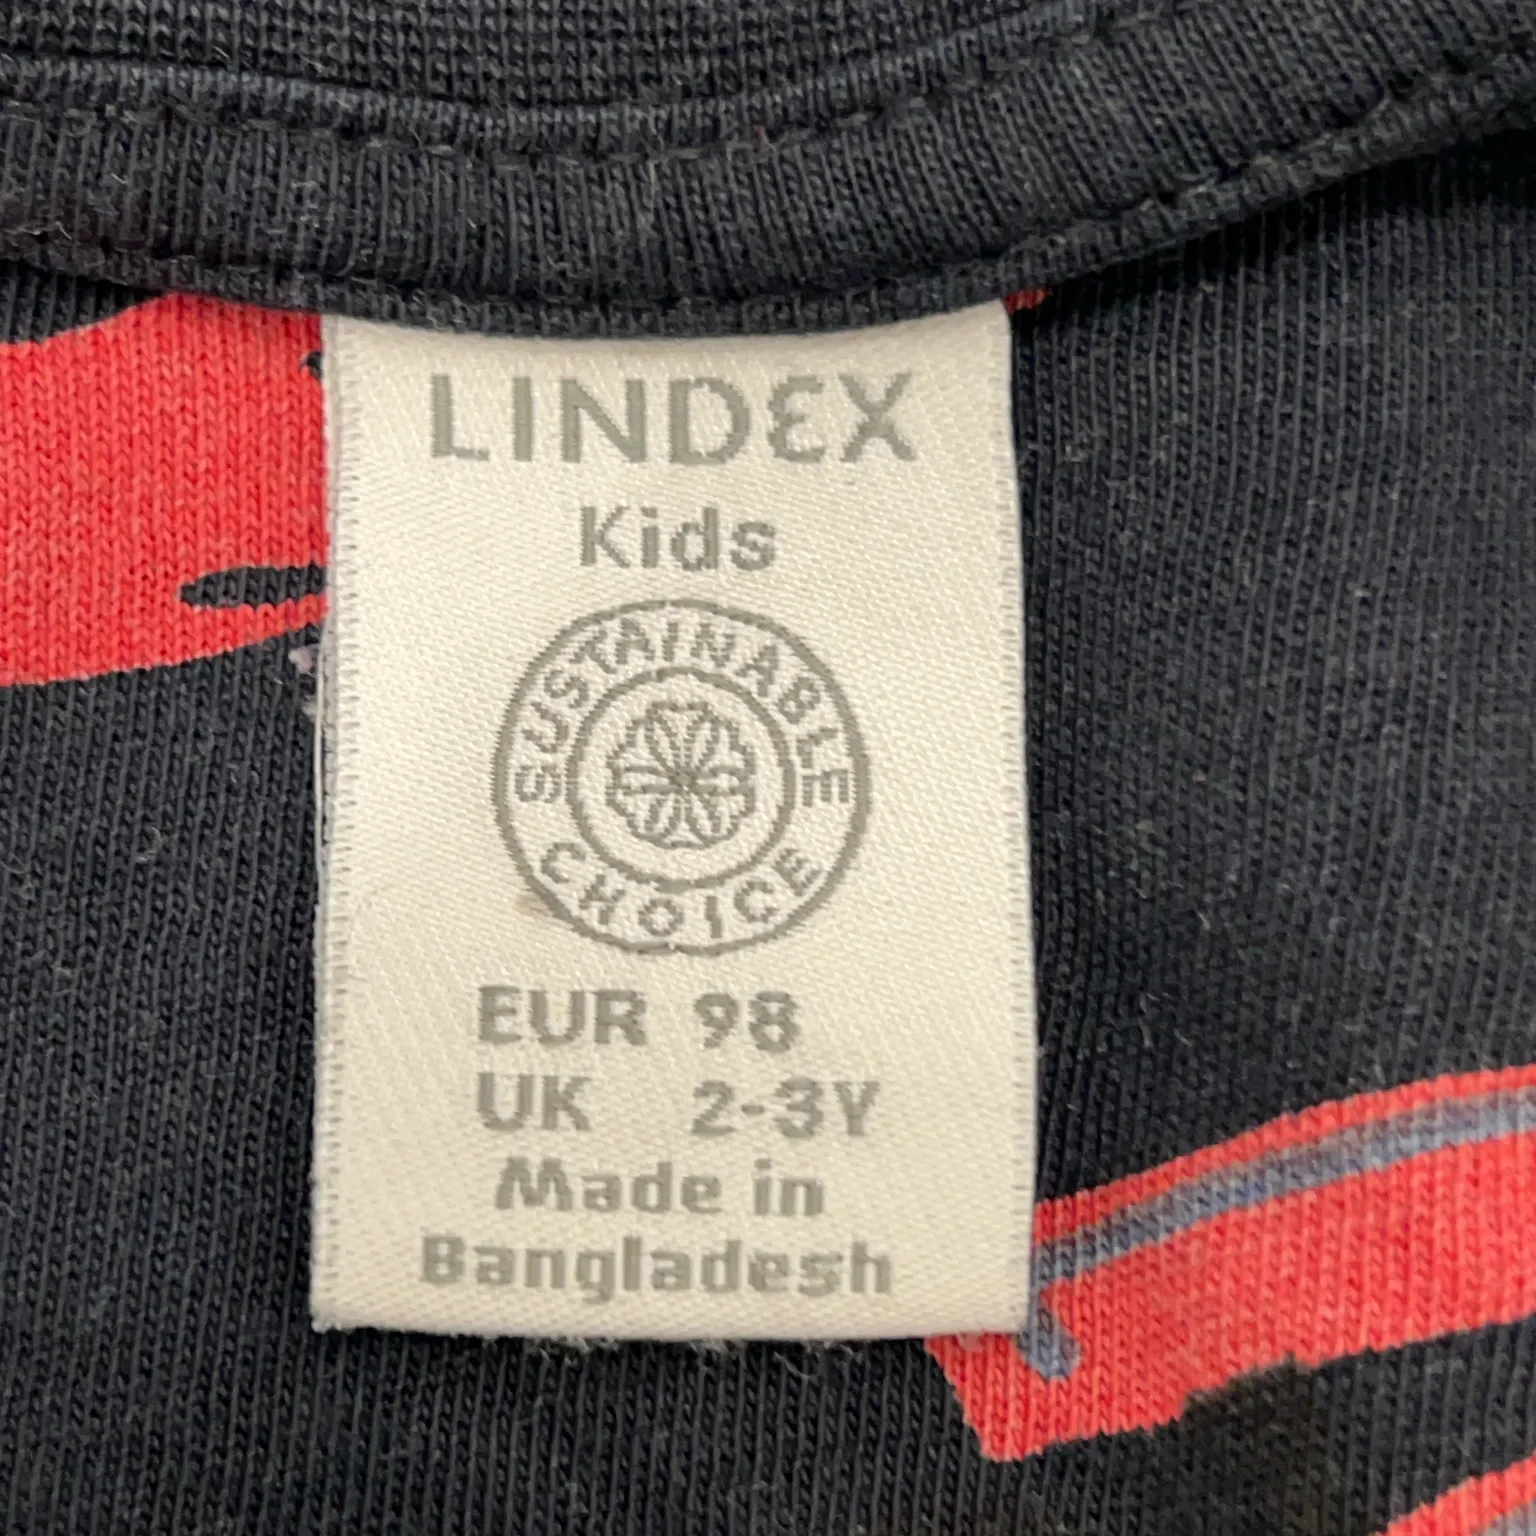 LINDEX
Kids
SUSTAINABLE
CHOICE
EUR 98
UK 2-3Y
Made in
Bangladesh